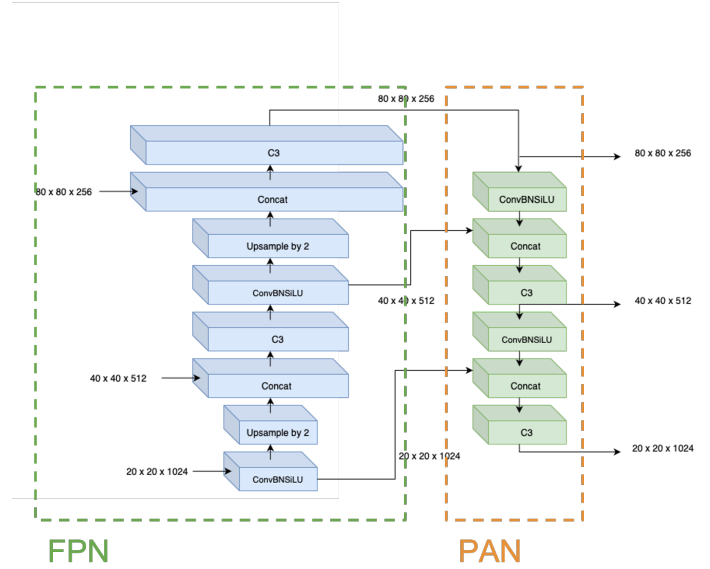 80 x 80 x 256
C3
80 x 80 x 256
Concat
Upsample by 2
ConvBNSiLU
40 x 40 x 512
C3
40 x 40 x 512
Concat
Upsample by 2
20 x 20 x 1024
20 x 20 x 1024
ConvBNSiLU
FPN
80 x 80 x 256
ConvBNSiLU
Concat
C3
40 x 40 x 512
ConvBNSiLU
Concat
C3
20 x 20 x 1024
PAN